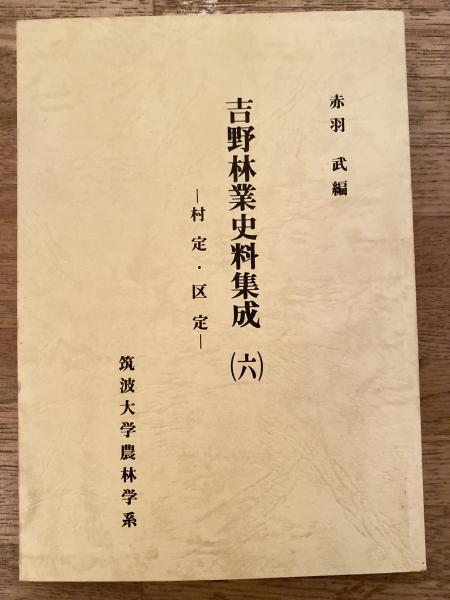 赤羽 武編
吉野林業史料集成(六)
―村定・区定―
筑波大学農林学系